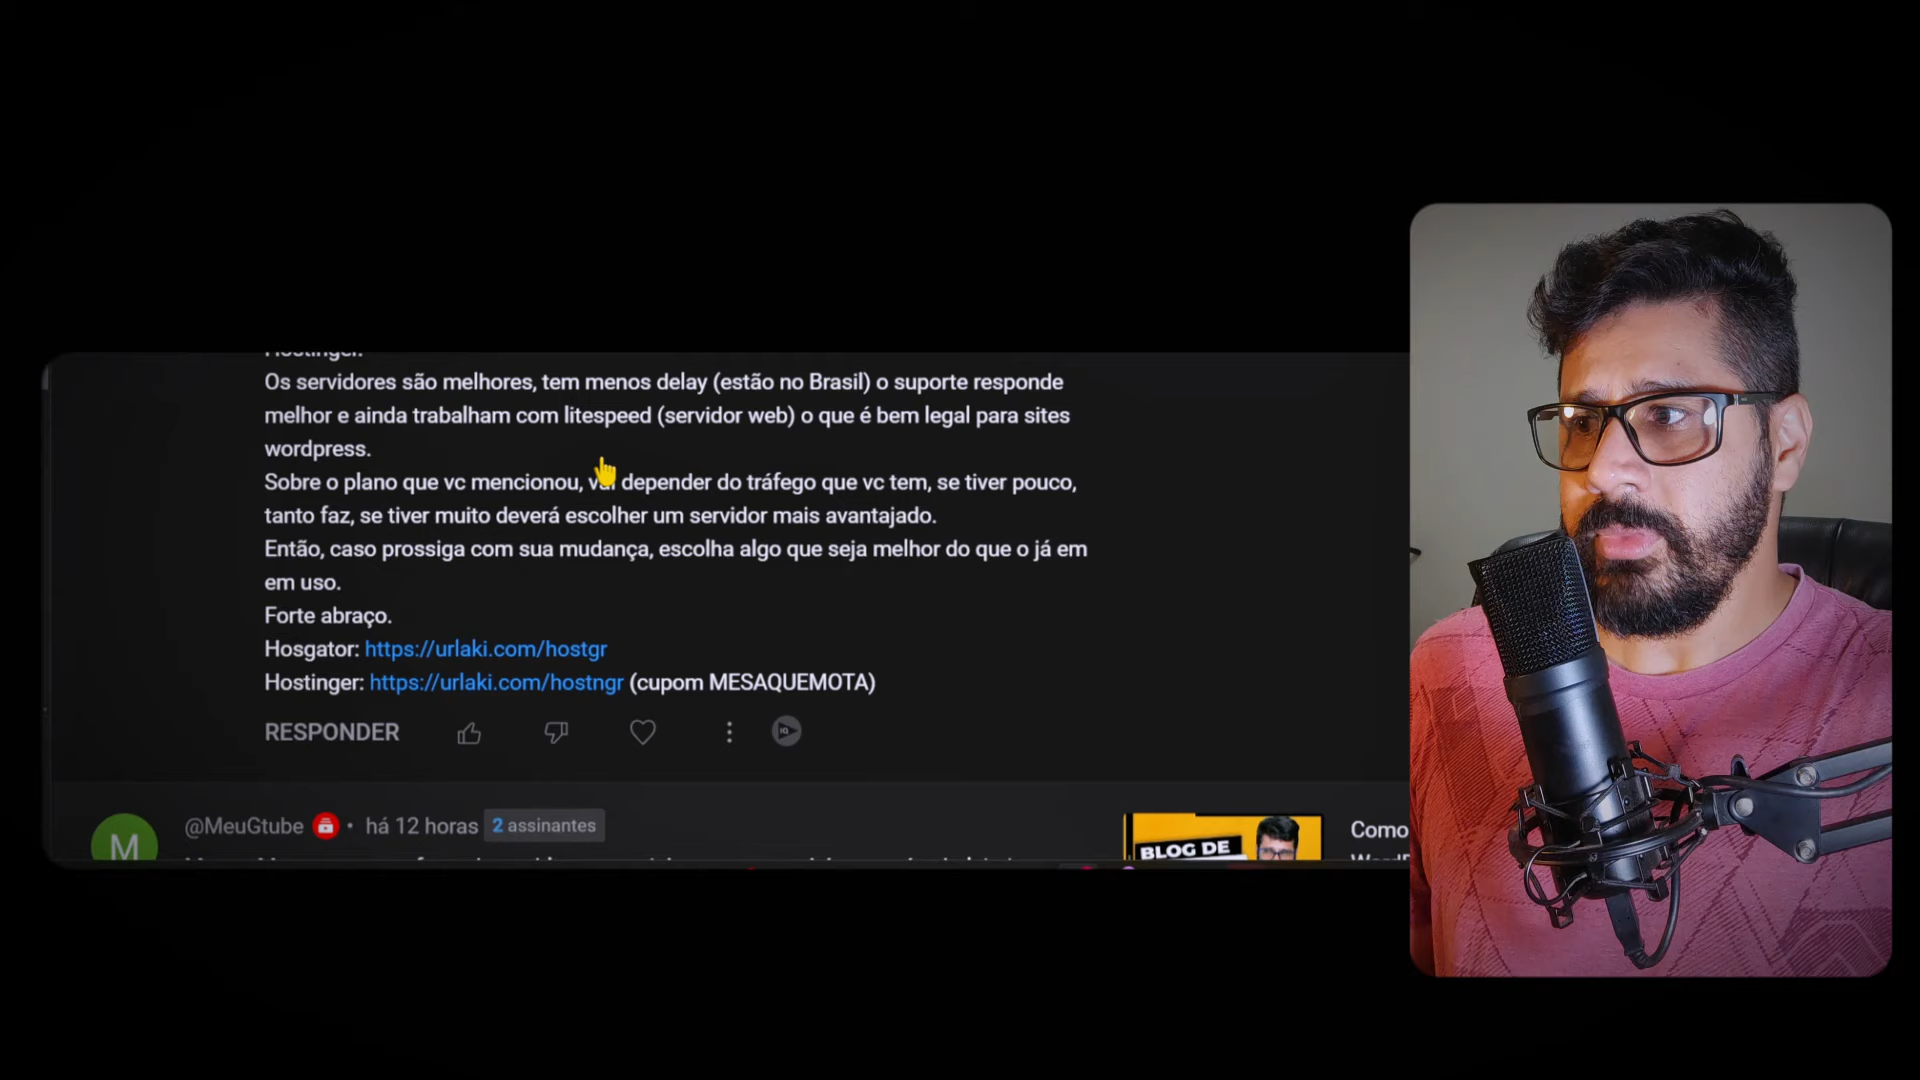 Hostinger.
Os servidores são melhores, tem menos delay (estão no Brasil) o suporte responde
melhor e ainda trabalham com litespeed (servidor web) o que é bem legal para sites
wordpress.
Sobre o plano que vc mencionou, vai depender do tráfego que vc tem, se tiver pouco,
tanto faz, se tiver muito deverá escolher um servidor mais avantajado.
Então, caso prossiga com sua mudança, escolha algo que seja melhor do que o já em
em uso.
Forte abraço.
Hosgator: https://urlaki.com/hostgr
Hostinger: https://urlaki.com/hostngr (cupom MESAQUEMOTA)
RESPONDER
IG
M
@MeuGtube • há 12 horas 2 assinantes
BLOG DE
Como